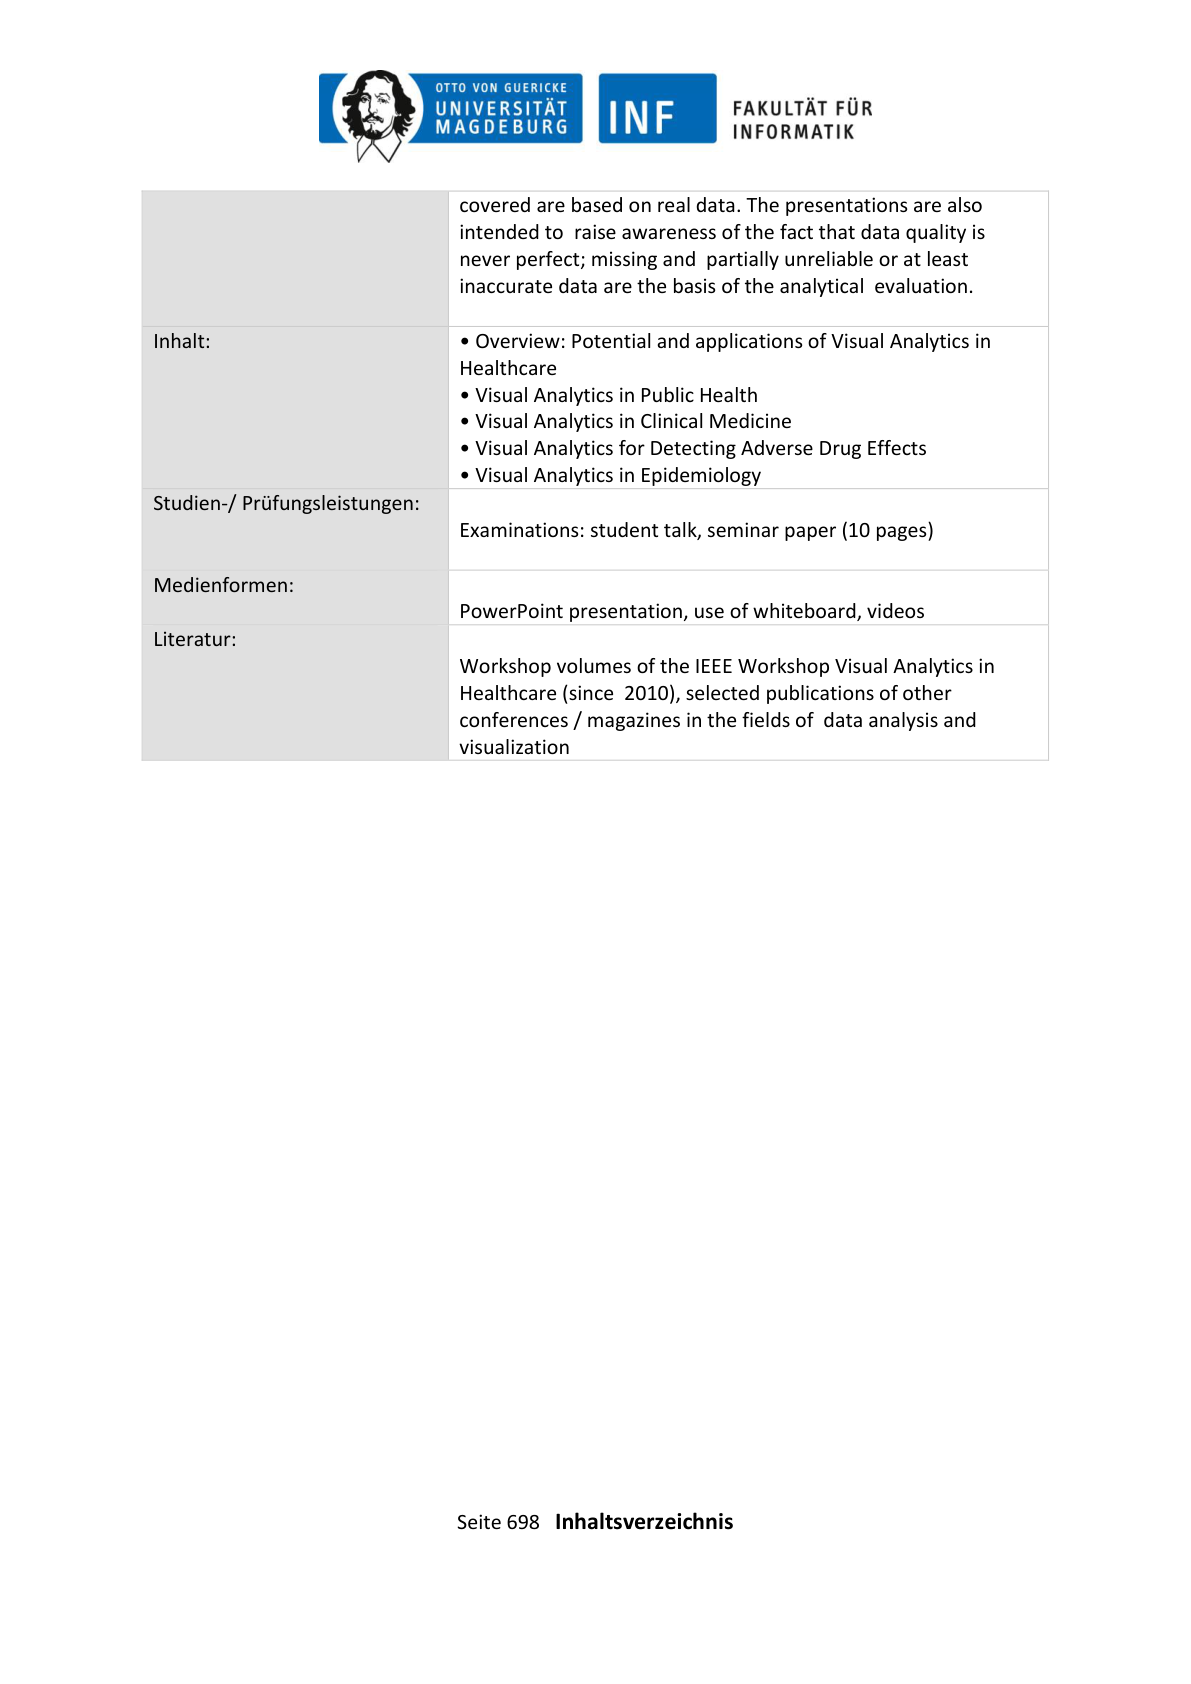 OTTO VON GUERICKE
UNIVERSITÄT
MAGDEBURG
INF
FAKULTÄT FÜR
INFORMATIK
covered are based on real data. The presentations are also
intended to  raise awareness of the fact that data quality is
never perfect; missing and  partially unreliable or at least
inaccurate data are the basis of the analytical  evaluation.
Inhalt:
• Overview: Potential and applications of Visual Analytics in
Healthcare
• Visual Analytics in Public Health
• Visual Analytics in Clinical Medicine
• Visual Analytics for Detecting Adverse Drug Effects
• Visual Analytics in Epidemiology
Studien-/ Prüfungsleistungen:
Examinations: student talk, seminar paper (10 pages)
Medienformen:
PowerPoint presentation, use of whiteboard, videos
Literatur:
Workshop volumes of the IEEE Workshop Visual Analytics in
Healthcare (since  2010), selected publications of other
conferences / magazines in the fields of  data analysis and
visualization
Seite 698 Inhaltsverzeichnis